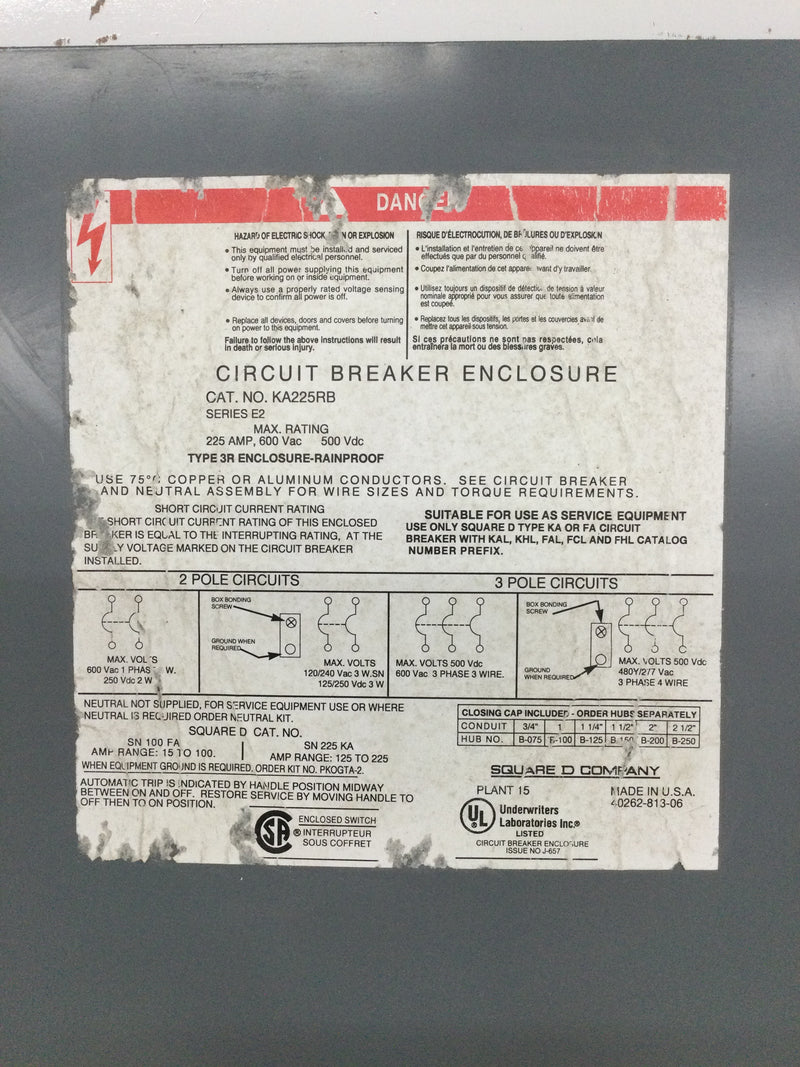 DANGER
HAZARD OF ELECTRIC SHOCK, OR EXPLOSION
• This equipment must be installed and serviced
only by qualified electrical personnel.
• Turn off all power supplying this equipment
before working on or inside equipment.
• Always use a properly rated voltage sensing
device to confirm all power is off.
• Replace all devices, doors and covers before turning
on power to this equipment.
Failure to follow the above instructions will result
in death or serious injury.
RISQUE D'ÉLECTROCUTION, DE BRÛLURES OU D'EXPLOSION
• L'installation et l'entretien de cet appareil ne doivent être
effectués que par du personnel qualifié.
• Coupez l'alimentation de cet appareil avant d'y travailler.
• Utilisez toujours un dispositif de détection de tension à valeur
nominale approprié pour vous assurer que toute alimentation
est coupée.
• Replacez tous les dispositifs, les portes et les couvercles avant de
mettre cet appareil sous tension.
Si ces précautions ne sont pas respectées, cela
entraînera la mort ou des blessures graves.
CIRCUIT BREAKER ENCLOSURE
CAT. NO. KA225RB
SERIES E2
MAX. RATING
225 AMP, 600 Vac 500 Vdc
TYPE 3R ENCLOSURE-RAINPROOF
USE 75°C COPPER OR ALUMINUM CONDUCTORS. SEE CIRCUIT BREAKER
AND NEUTRAL ASSEMBLY FOR WIRE SIZES AND TORQUE REQUIREMENTS.
SHORT CIRCUIT CURRENT RATING
SHORT CIRCUIT CURRENT RATING OF THIS ENCLOSED
BREAKER IS EQUAL TO THE INTERRUPTING RATING, AT THE
SUPPLY VOLTAGE MARKED ON THE CIRCUIT BREAKER
INSTALLED.
SUITABLE FOR USE AS SERVICE EQUIPMENT
USE ONLY SQUARE D TYPE KA OR FA CIRCUIT
BREAKER WITH KAL, KHL, FAL, FCL AND FHL CATALOG
NUMBER PREFIX.
2 POLE CIRCUITS
3 POLE CIRCUITS
MAX. VOLTS
600 Vac 1 PHASE W.
250 Vdc 2 W
BOX BONDING
SCREW
GROUND WHEN
REQUIRED
MAX. VOLTS
120/240 Vac 3 W.SN
125/250 Vdc 3 W
MAX. VOLTS 500 Vdc
600 Vac 3 PHASE 3 WIRE.
BOX BONDING
SCREW
GROUND
WHEN REQUIRED
MAX. VOLTS 500 Vdc
480Y/277 Vac
3 PHASE 4 WIRE
NEUTRAL NOT SUPPLIED, FOR SERVICE EQUIPMENT USE OR WHERE
NEUTRAL IS REQUIRED ORDER NEUTRAL KIT.
SQUARE D CAT. NO.
SN 100 FA
AMP RANGE: 15 TO 100.
SN 225 KA
AMP RANGE: 125 TO 225
WHEN EQUIPMENT GROUND IS REQUIRED, ORDER KIT NO. PKOGTA-2.
AUTOMATIC TRIP IS INDICATED BY HANDLE POSITION MIDWAY
BETWEEN ON AND OFF. RESTORE SERVICE BY MOVING HANDLE TO
OFF THEN TO ON POSITION.
CLOSING CAP INCLUDED - ORDER HUBS SEPARATELY
CONDUIT 3/4" 1 1 1/4" 1 1/2" 2" 2 1/2"
HUB NO. B-075 B-100 B-125 B-150 B-200 B-250
SQUARE D COMPANY
PLANT 15 MADE IN U.S.A.
40262-813-06
CSA
®
ENCLOSED SWITCH
INTERRUPTEUR
SOUS COFFRET
UL
Underwriters
Laboratories Inc.®
LISTED
CIRCUIT BREAKER ENCLOSURE
ISSUE NO J-657